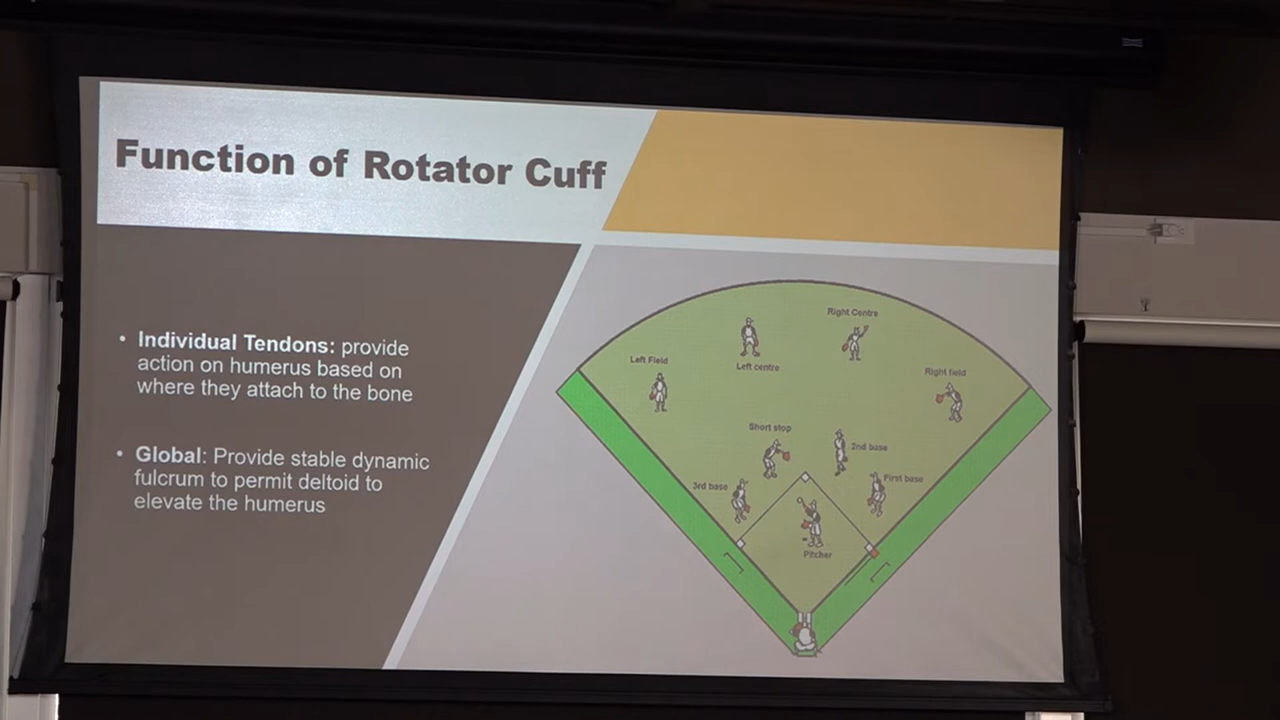 Function of Rotator Cuff
• Individual Tendons: provide
action on humerus based on
where they attach to the bone
• Global: Provide stable dynamic
fulcrum to permit deltoid to
elevate the humerus
Right Centre
Left Field
Left centre
Right field
Short stop
2nd base
3rd base
First base
Pitcher